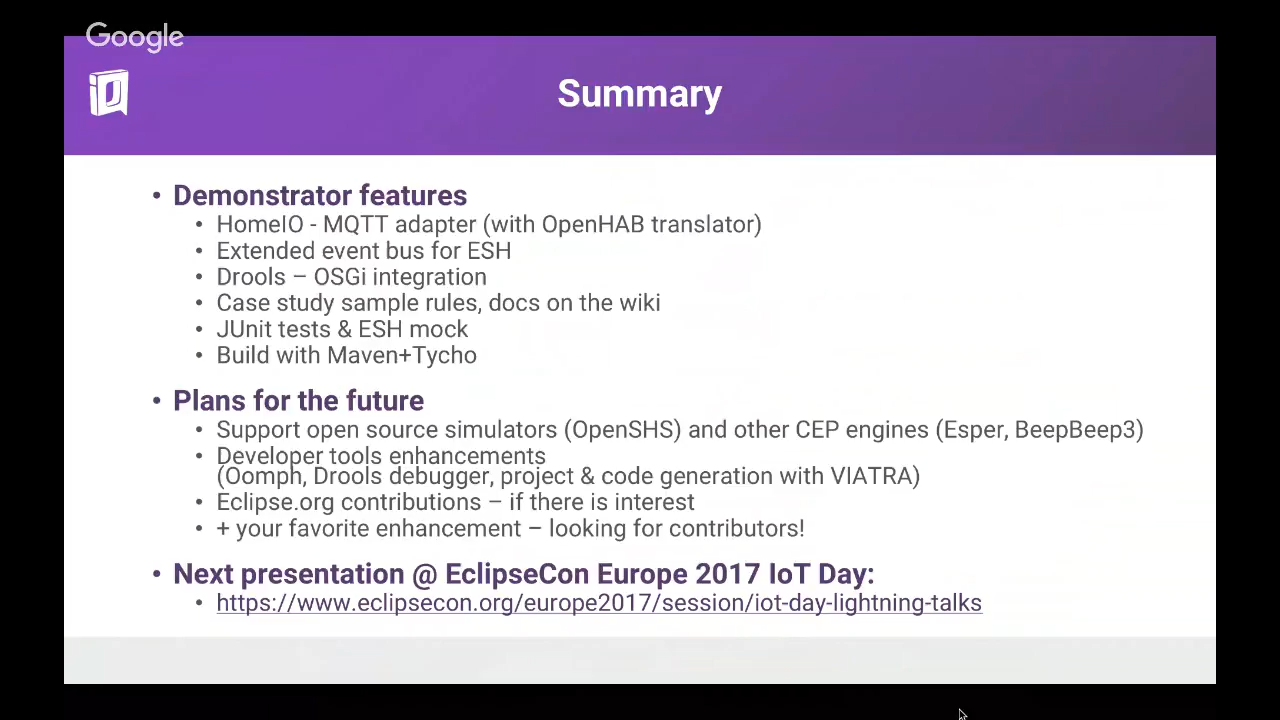 Google
Summary
• Demonstrator features
• HomeIO - MQTT adapter (with OpenHAB translator)
• Extended event bus for ESH
• Drools – OSGi integration
• Case study sample rules, docs on the wiki
• JUnit tests & ESH mock
• Build with Maven+Tycho
• Plans for the future
• Support open source simulators (OpenSHS) and other CEP engines (Esper, BeepBeep3)
• Developer tools enhancements
(Oomph, Drools debugger, project & code generation with VIATRA)
• Eclipse.org contributions – if there is interest
• + your favorite enhancement – looking for contributors!
• Next presentation @ EclipseCon Europe 2017 IoT Day:
• https://www.eclipsecon.org/europe2017/session/iot-day-lightning-talks